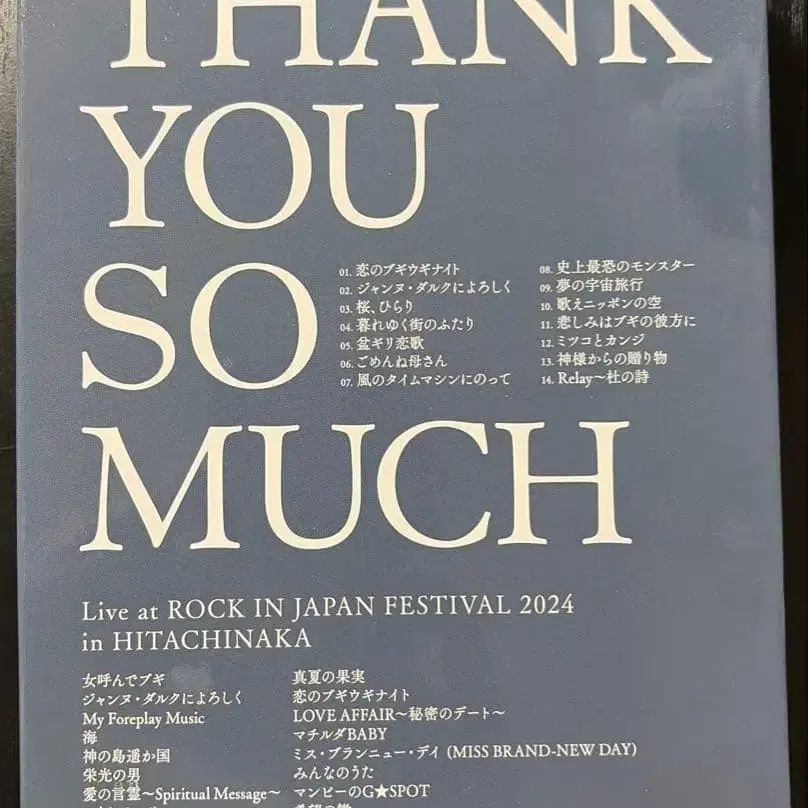 THANK
YOU
SO
01. 恋のブギウギナイト
02. ジャンヌ・ダルクによろしく
03. 桜、ひらり
04. 暮れゆく街のふたり
05. 盆ギリ恋歌
06. ごめんね母さん
07. 風のタイムマシンにのって
08. 史上最恐のモンスター
09. 夢の宇宙旅行
10. 歌えニッポンの空
11. 悲しみはブギの彼方に
12. ミツコとカンジ
13. 神様からの贈り物
14. Relay〜杜の詩
MUCH
Live at ROCK IN JAPAN FESTIVAL 2024
in HITACHINAKA
女呼んでブギ
ジャンヌ・ダルクによろしく
My Foreplay Music
海
神の島遥か国
栄光の男
愛の言霊〜Spiritual Message〜
真夏の果実
恋のブギウギナイト
LOVE AFFAIR〜秘密のデート〜
マチルダBABY
ミス・ブランニュー・デイ (MISS BRAND-NEW DAY)
みんなのうた
マンピーのG★SPOT